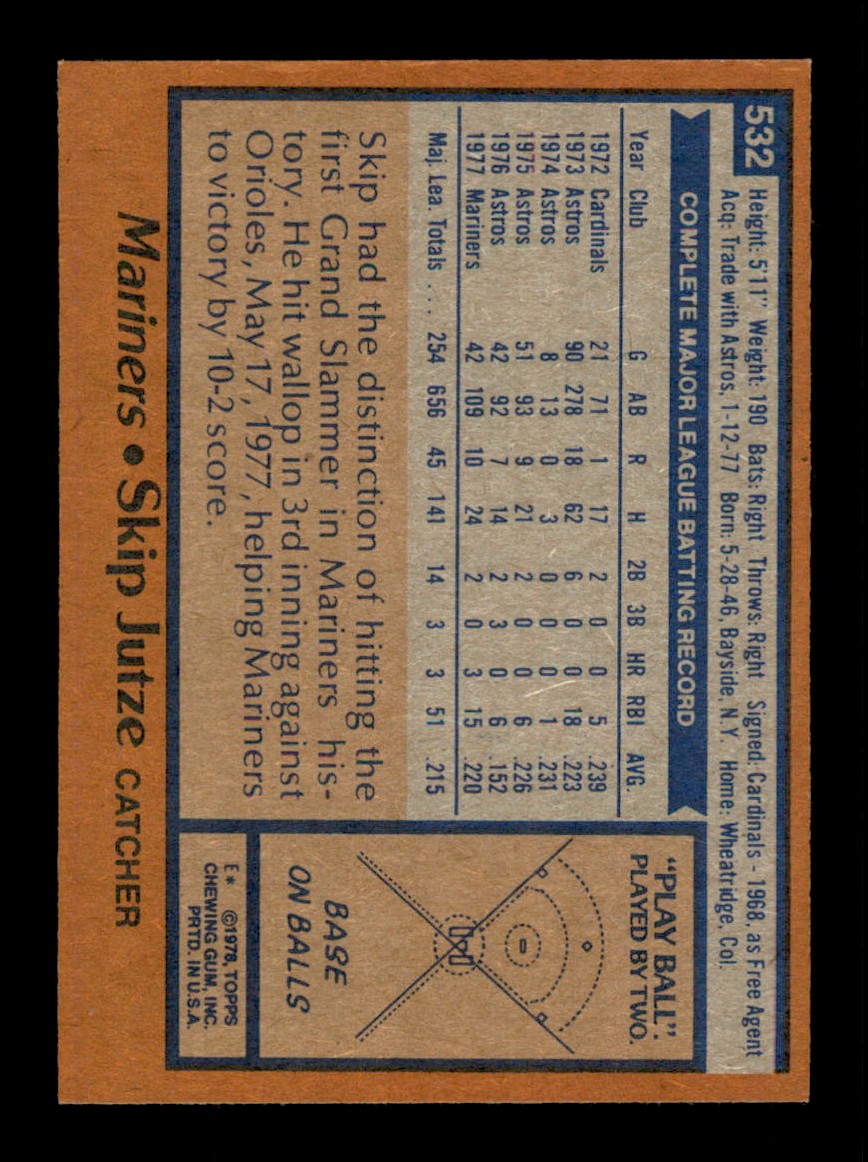 532
Height: 5'11" Weight: 190 Bats: Right Throws: Right Signed: Cardinals - 1968, as Free Agent
Acq: Trade with Astros, 1-12-77 Born: 5-28-46, Bayside, N.Y. Home: Wheatridge, Col.
COMPLETE MAJOR LEAGUE BATTING RECORD
Year Club G AB R H 2B 3B HR RBI AVG.
1972 Cardinals 21 71 1 17 2 0 0 5 .239
1973 Astros 90 278 18 62 6 0 0 18 .223
1974 Astros 8 13 0 3 0 0 0 1 .231
1975 Astros 51 93 9 21 2 0 0 6 .226
1976 Astros 42 92 7 14 2 3 0 6 .152
1977 Mariners 42 109 10 24 2 0 3 15 .220
Maj. Lea. Totals ... 254 656 45 141 14 3 3 51 .215
Skip had the distinction of hitting the
first Grand Slammer in Mariners his-
tory. He hit wallop in 3rd inning against
Orioles, May 17, 1977, helping Mariners
to victory by 10-2 score.
"PLAY BALL".
PLAYED BY TWO.
BASE
ON BALLS
E* ©1978, TOPPS
CHEWING GUM, INC.
PRTD. IN U.S.A.
Mariners • Skip Jutze CATCHER